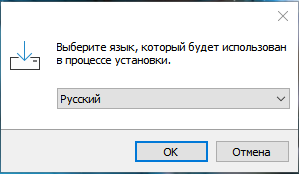 Выберите язык, который будет использован
в процессе установки.
Русский
OK
Отмена